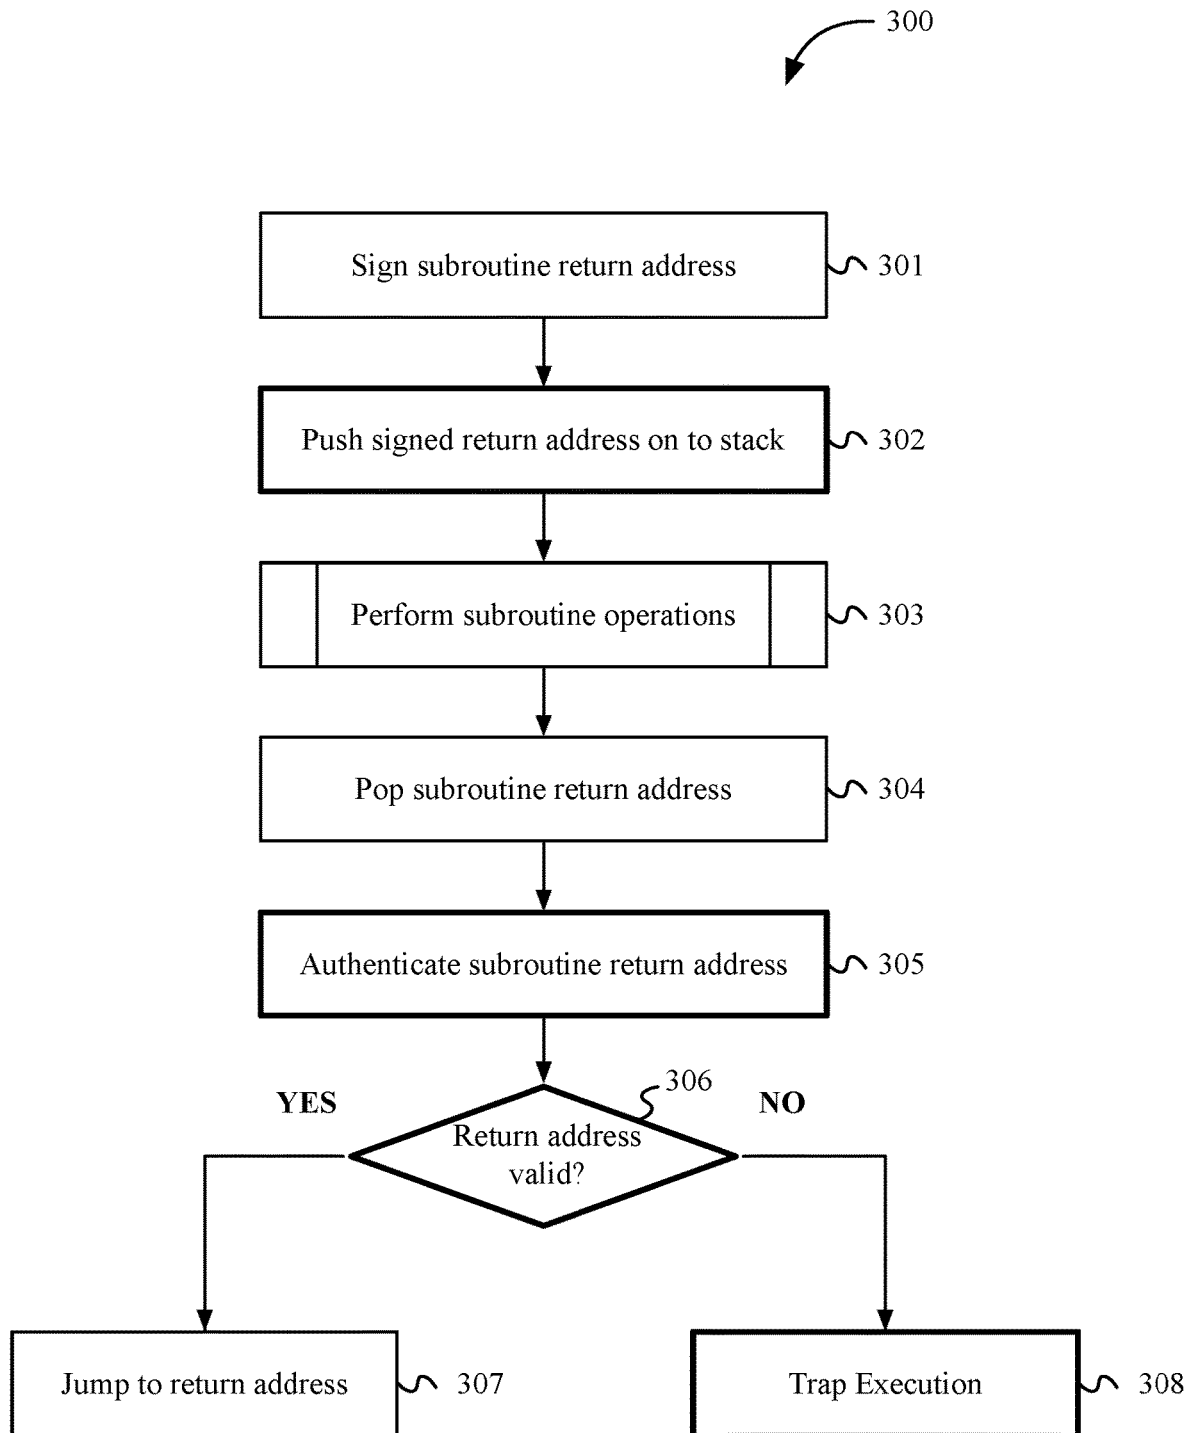 300
Sign subroutine return address 301
Push signed return address on to stack 302
Perform subroutine operations 303
Pop subroutine return address 304
Authenticate subroutine return address 305
306
YES NO
Return address
valid?
Jump to return address 307
Trap Execution 308